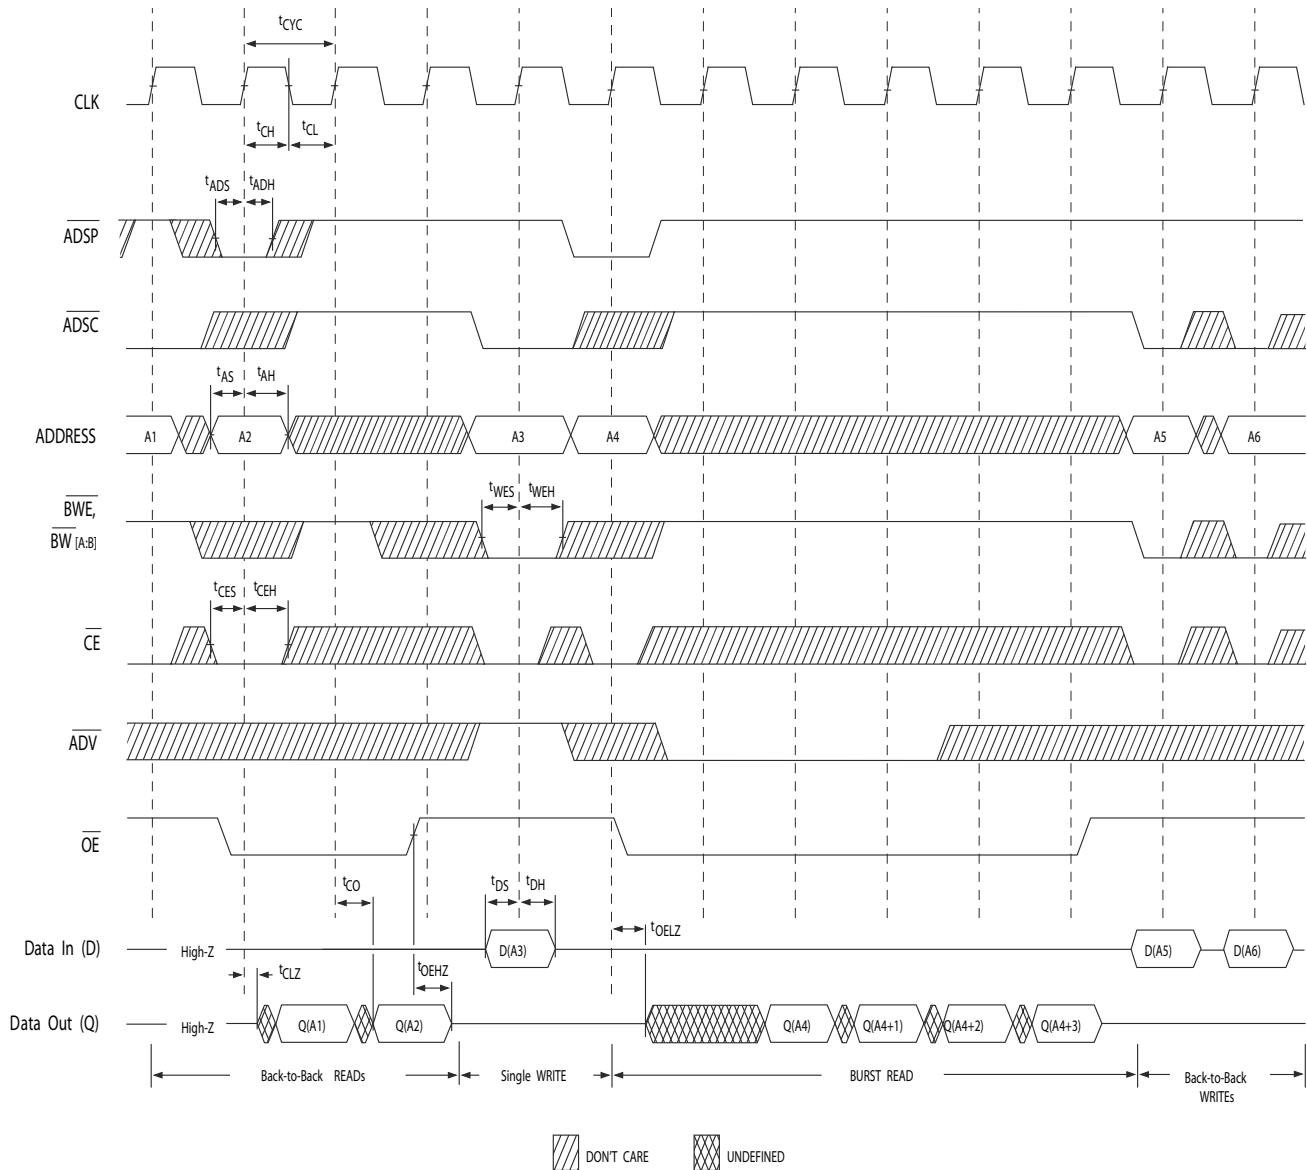 tCYC
CLK
tCH
tCL
tADS
tADH
ADSP
ADSC
tAS
tAH
ADDRESS
A1
A2
A3
A4
A5
A6
BWE,
tWES
tWEH
BW [A:B]
tCES
tCEH
CE
ADV
OE
tCO
tDS
tDH
tOELZ
Data In (D)
High-Z
D(A3)
D(A5)
D(A6)
tCLZ
tOEHZ
Data Out (Q)
High-Z
Q(A1)
Q(A2)
Q(A4)
Q(A4+1)
Q(A4+2)
Q(A4+3)
Back-to-Back READs
Single WRITE
BURST READ
Back-to-Back
WRITEs
DON'T CARE
UNDEFINED